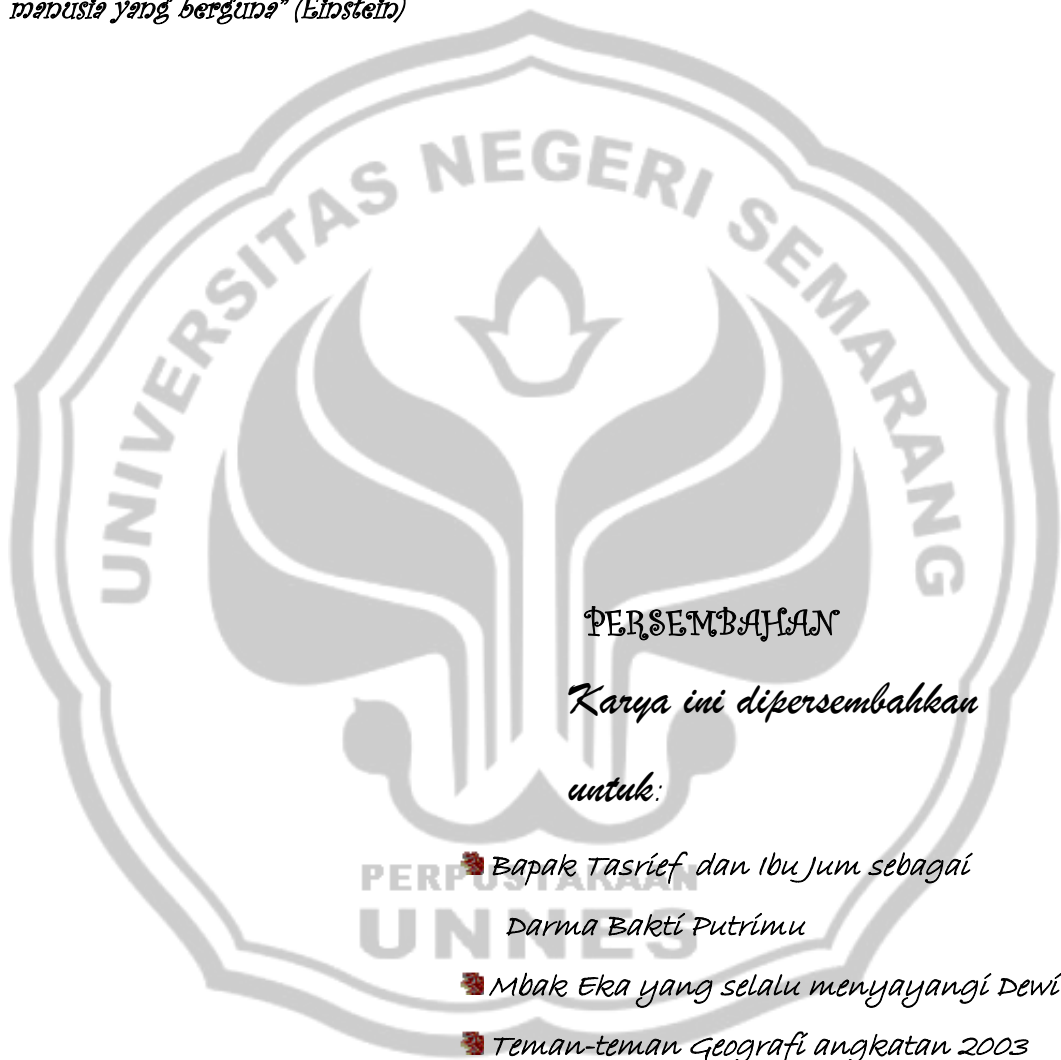 manusia yang berguna" (Einstein)
UNIVERSITAS NEGERI SEMARANG
PERSEMBAHAN
Karya ini dipersembahkan
untuk:
Bapak Tasrief dan Ibu Jum sebagai
Darma Bakti Putrimu
PERPUSTAKAAN
UNNES
Mbak Eka yang selalu menyayangi Dewi
Teman-teman Geografi angkatan 2003